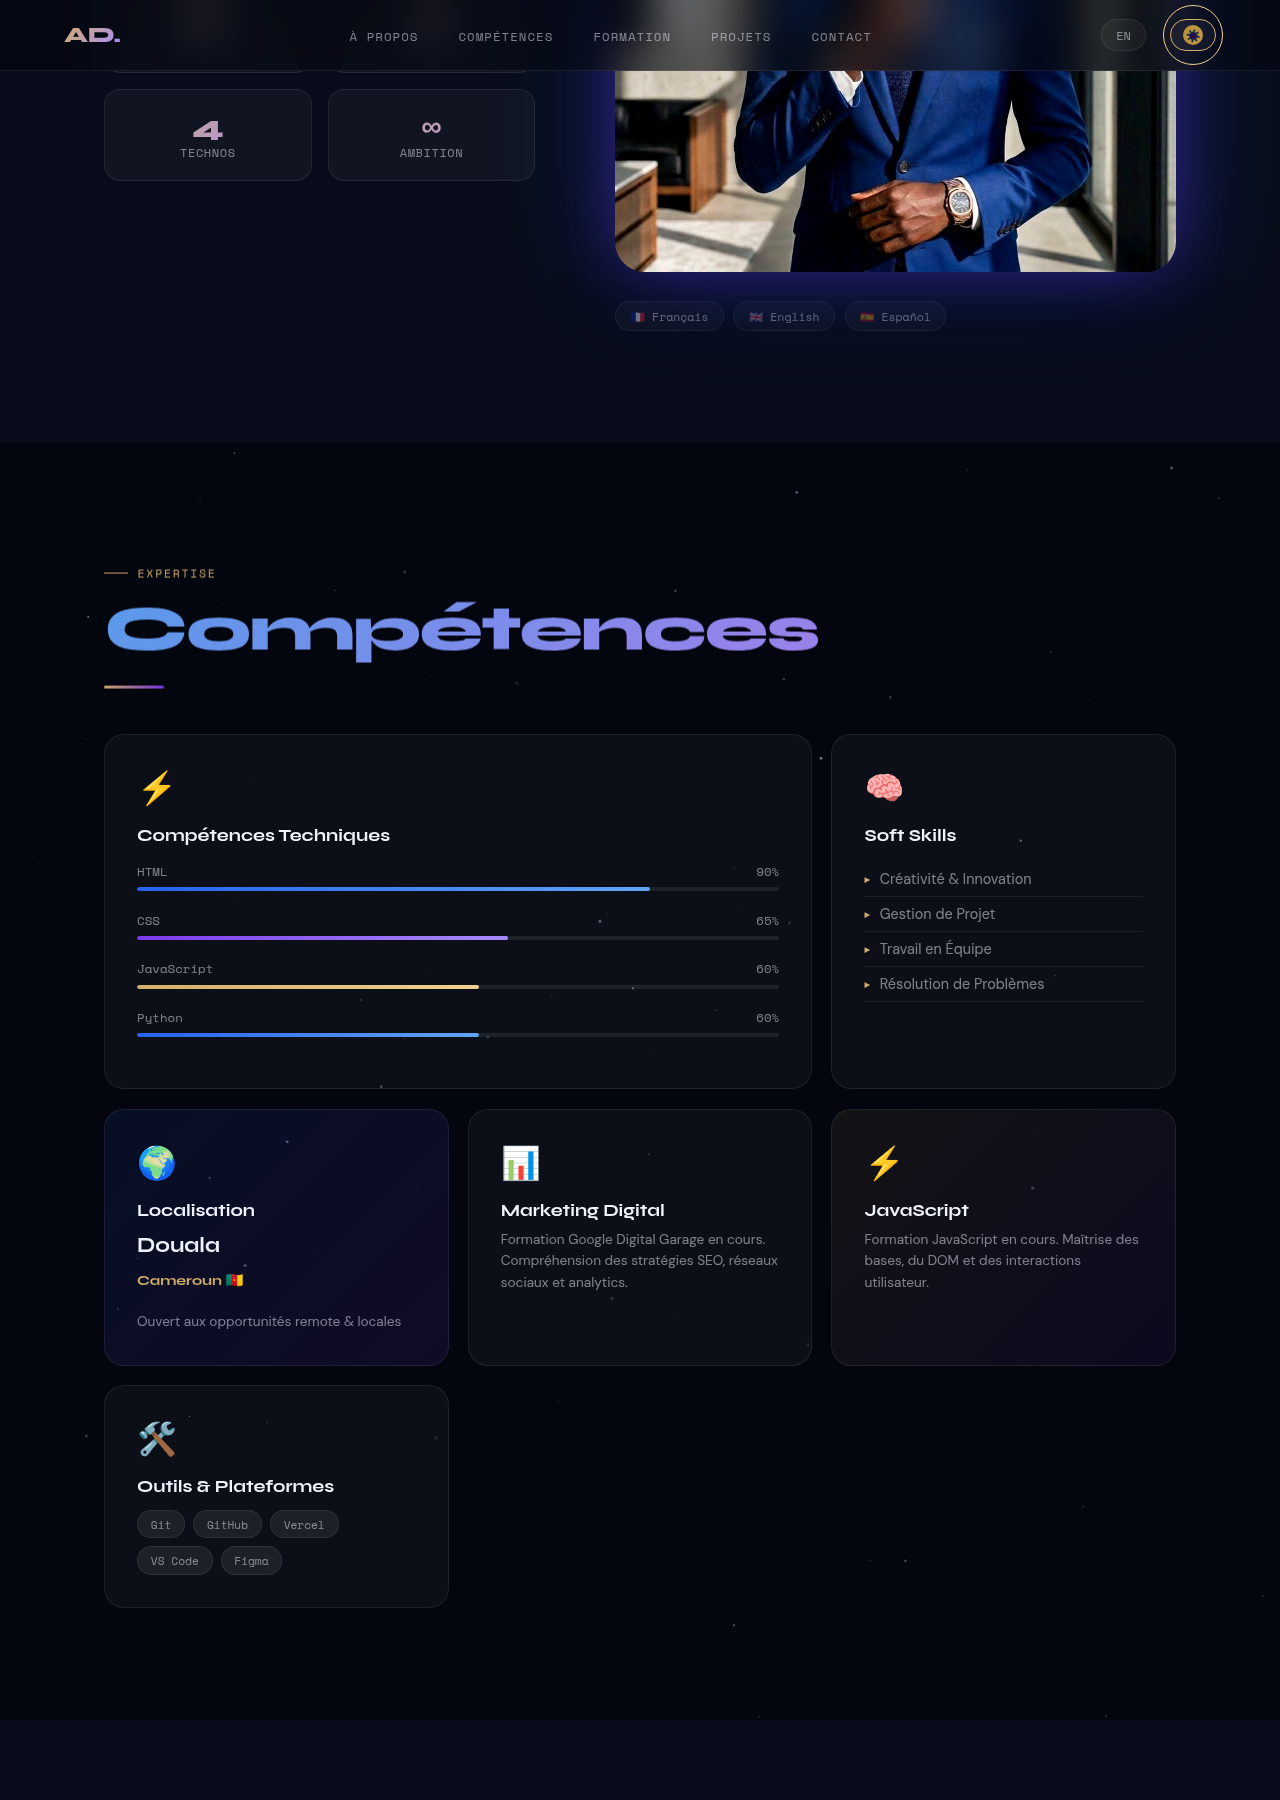 AD.
À PROPOS
COMPÉTENCES
FORMATION
PROJETS
CONTACT
EN
4
TECHNOS
∞
AMBITION
🇫🇷 Français
🇬🇧 English
🇪🇸 Español
EXPERTISE
Compétences
Compétences Techniques
HTML 90%
CSS 65%
JavaScript 60%
Python 60%
Soft Skills
▸ Créativité & Innovation
▸ Gestion de Projet
▸ Travail en Équipe
▸ Résolution de Problèmes
Localisation
Douala
Cameroun 🇨🇲
Ouvert aux opportunités remote & locales
Marketing Digital
Formation Google Digital Garage en cours.
Compréhension des stratégies SEO, réseaux
sociaux et analytics.
JavaScript
Formation JavaScript en cours. Maîtrise des
bases, du DOM et des interactions
utilisateur.
Outils & Plateformes
Git
GitHub
Vercel
VS Code
Figma